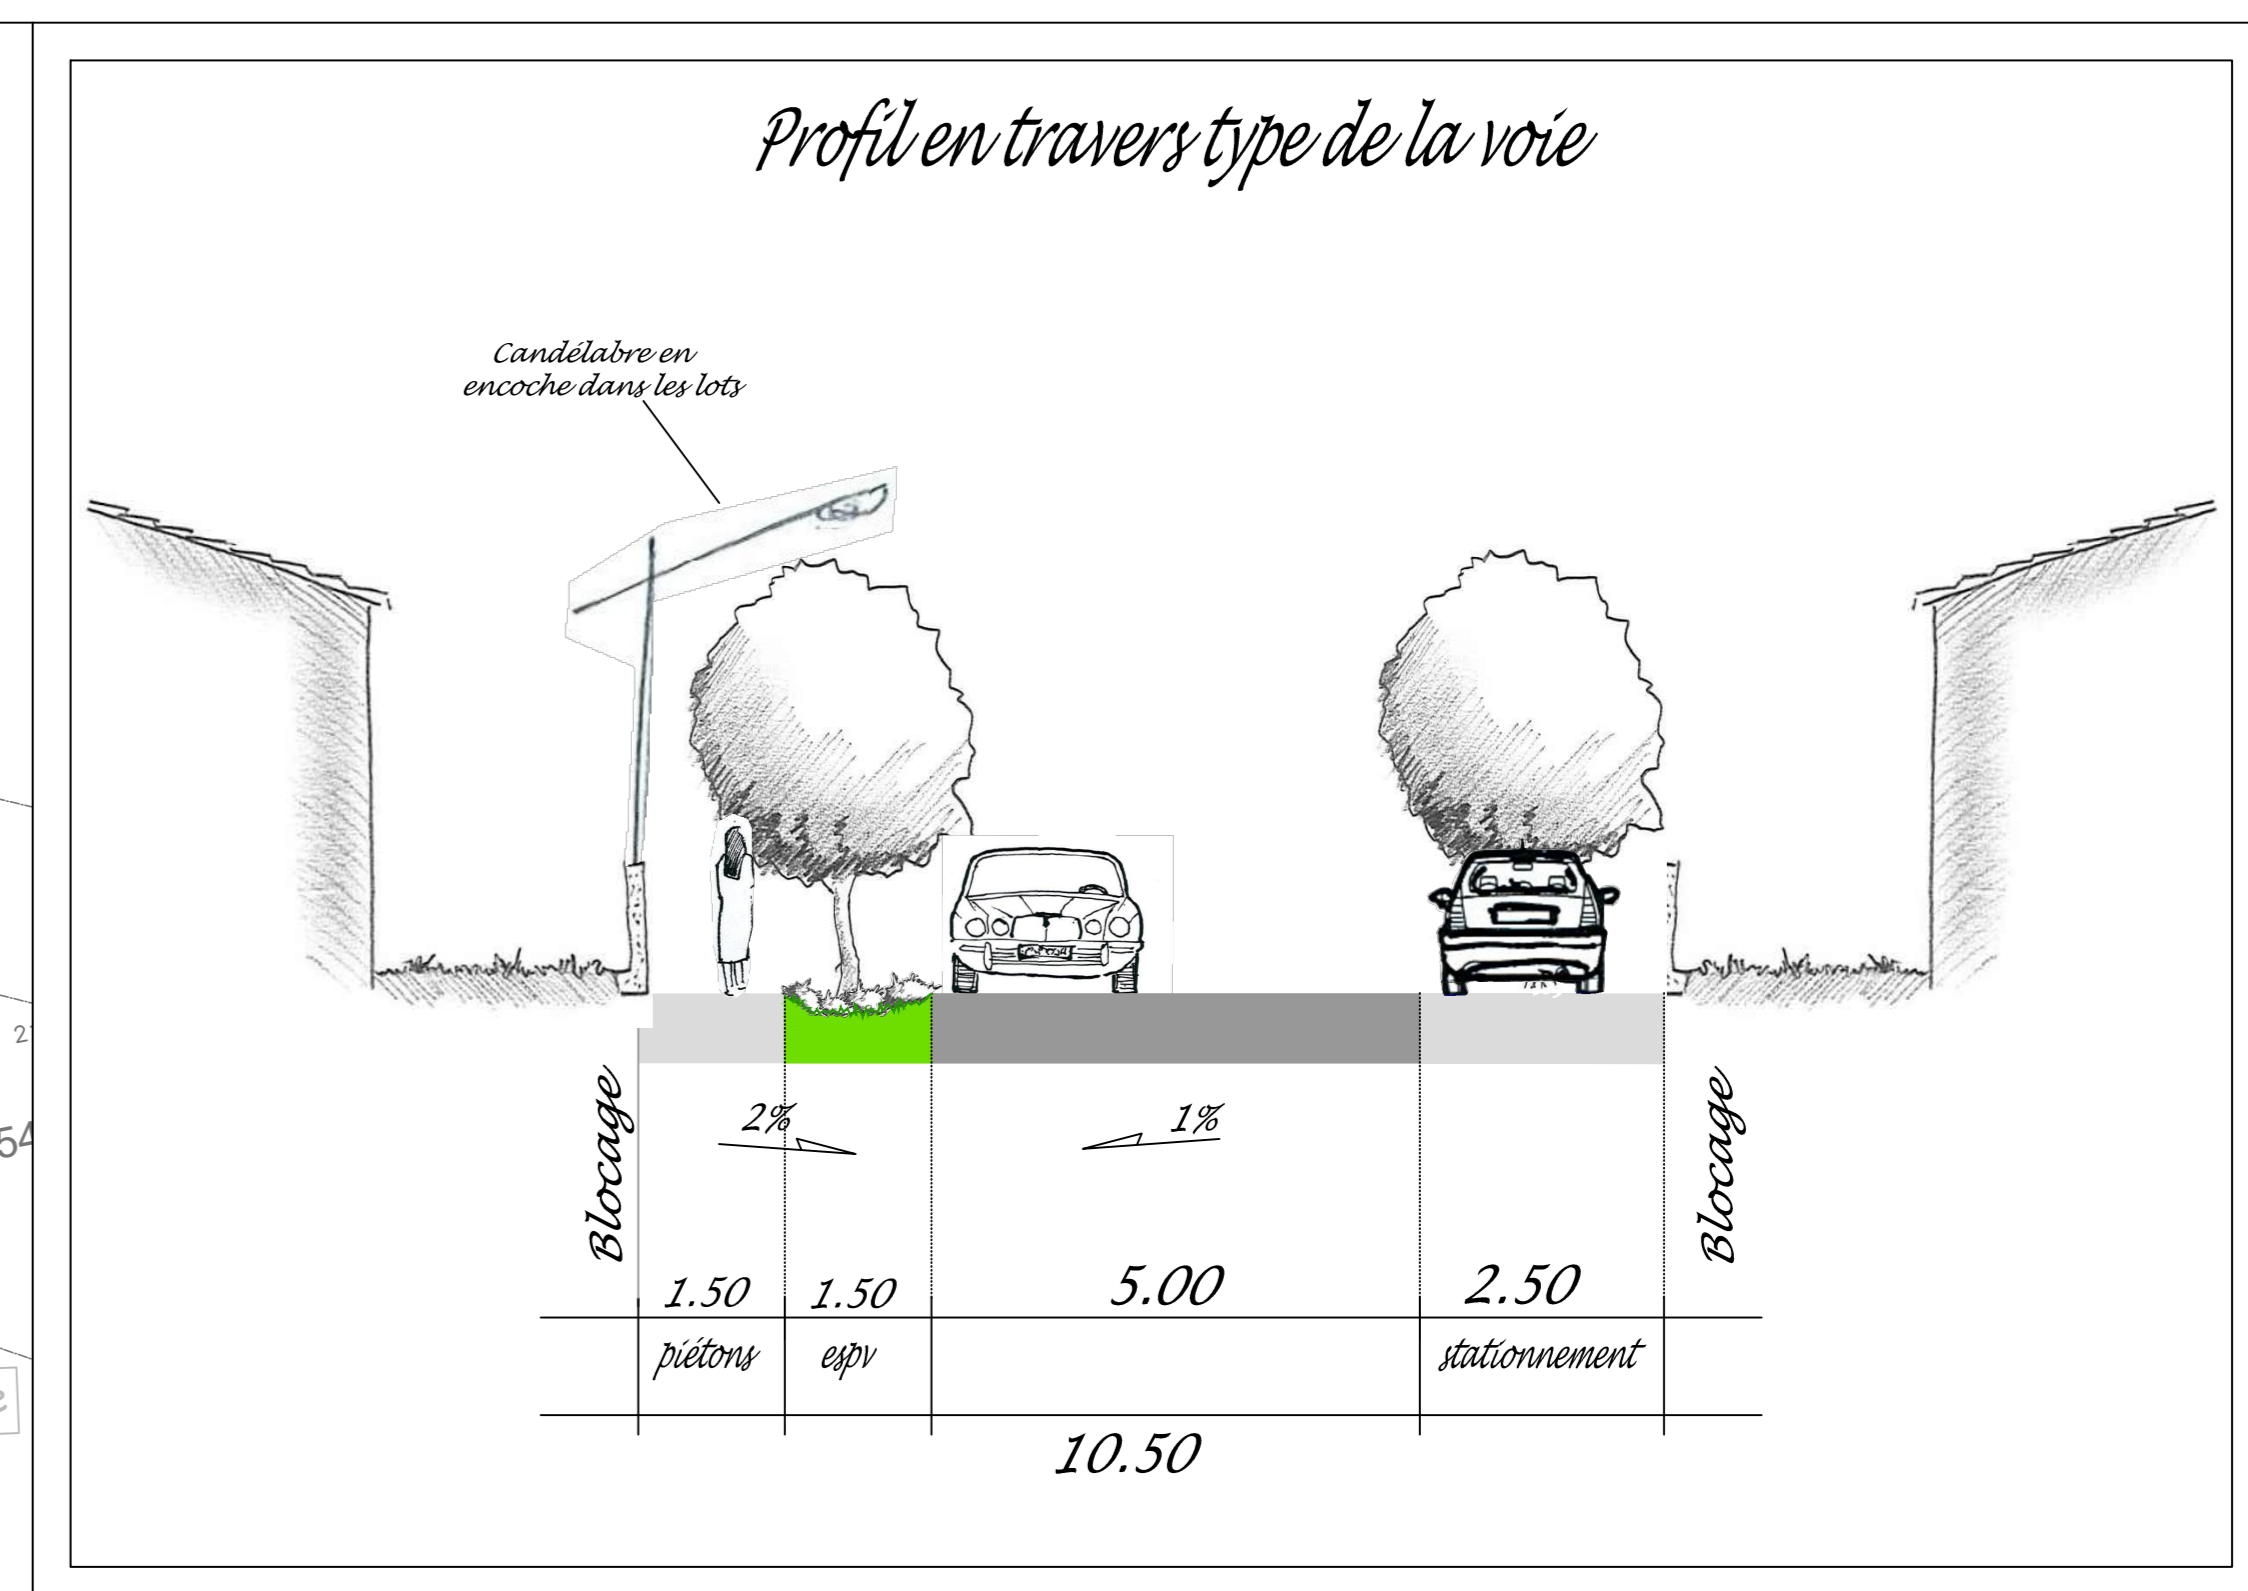 Profil en travers type de la voie
Candélabre en
encoche dans les lots
2%
1%
Blocage
Blocage
1.50
1.50
5.00
2.50
piétons
espv
stationnement
10.50
54